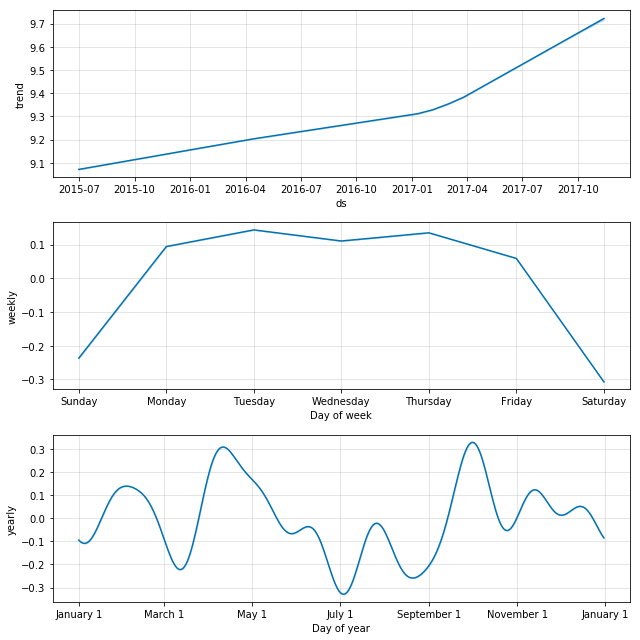 9.7
9.6
9.5
9.4
9.3
9.2
9.1
trend
2015-07 2015-10 2016-01 2016-04 2016-07 2016-10 2017-01 2017-04 2017-07 2017-10
ds
0.1
0.0
−0.1
−0.2
−0.3
weekly
Sunday Monday Tuesday Wednesday Thursday Friday Saturday
Day of week
0.3
0.2
0.1
0.0
−0.1
−0.2
−0.3
yearly
January 1 March 1 May 1 July 1 September 1 November 1 January 1
Day of year